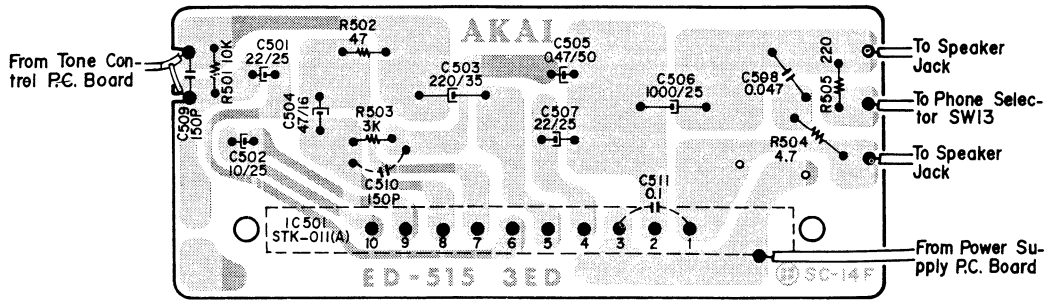 AKAI
From Tone Con-
trel P.C. Board
C509
150P
R501 10K
C501
22/25
R502
47
C503
220/35
C505
0.47/50
C506
1000/25
C508
0.047
R505 220
To Speaker
Jack
To Phone Selec-
tor SW13
To Speaker
Jack
C504
47/16
R503
3K
C507
22/25
R504
4.7
C502
10/25
C510
150P
C511
0.1
IC501
STK-011(A)
10 9 8 7 6 5 4 3 2 1
From Power Su-
pply P.C. Board
ED-515 3ED
SC-14F